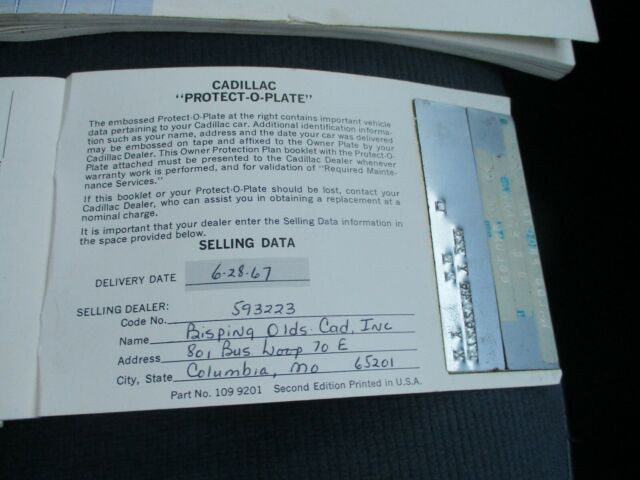 CADILLAC
"PROTECT-O-PLATE"
The embossed Protect-O-Plate at the right contains important vehicle
data pertaining to your Cadillac car. Additional identification informa-
tion such as your name, address and the date your car was delivered
may be embossed on tape and affixed to the Owner Plate by your
Cadillac Dealer. This Owner Protection Plan booklet with the Protect-O-
Plate attached must be presented to the Cadillac Dealer whenever
warranty work is performed, and for validation of "Required Mainte-
nance Services."
If this booklet or your Protect-O-Plate should be lost, contact your
Cadillac Dealer, who can assist you in obtaining a replacement at a
nominal charge.
It is important that your dealer enter the Selling Data information in
the space provided below.
SELLING DATA
DELIVERY DATE 6-28-67
SELLING DEALER:
Code No. 593223
Name Bisping Olds. Cad, Inc
Address 801 Bus. Loop 70 E
City, State Columbia, Mo 65201
Part No. 109 9201 Second Edition Printed in U.S.A.